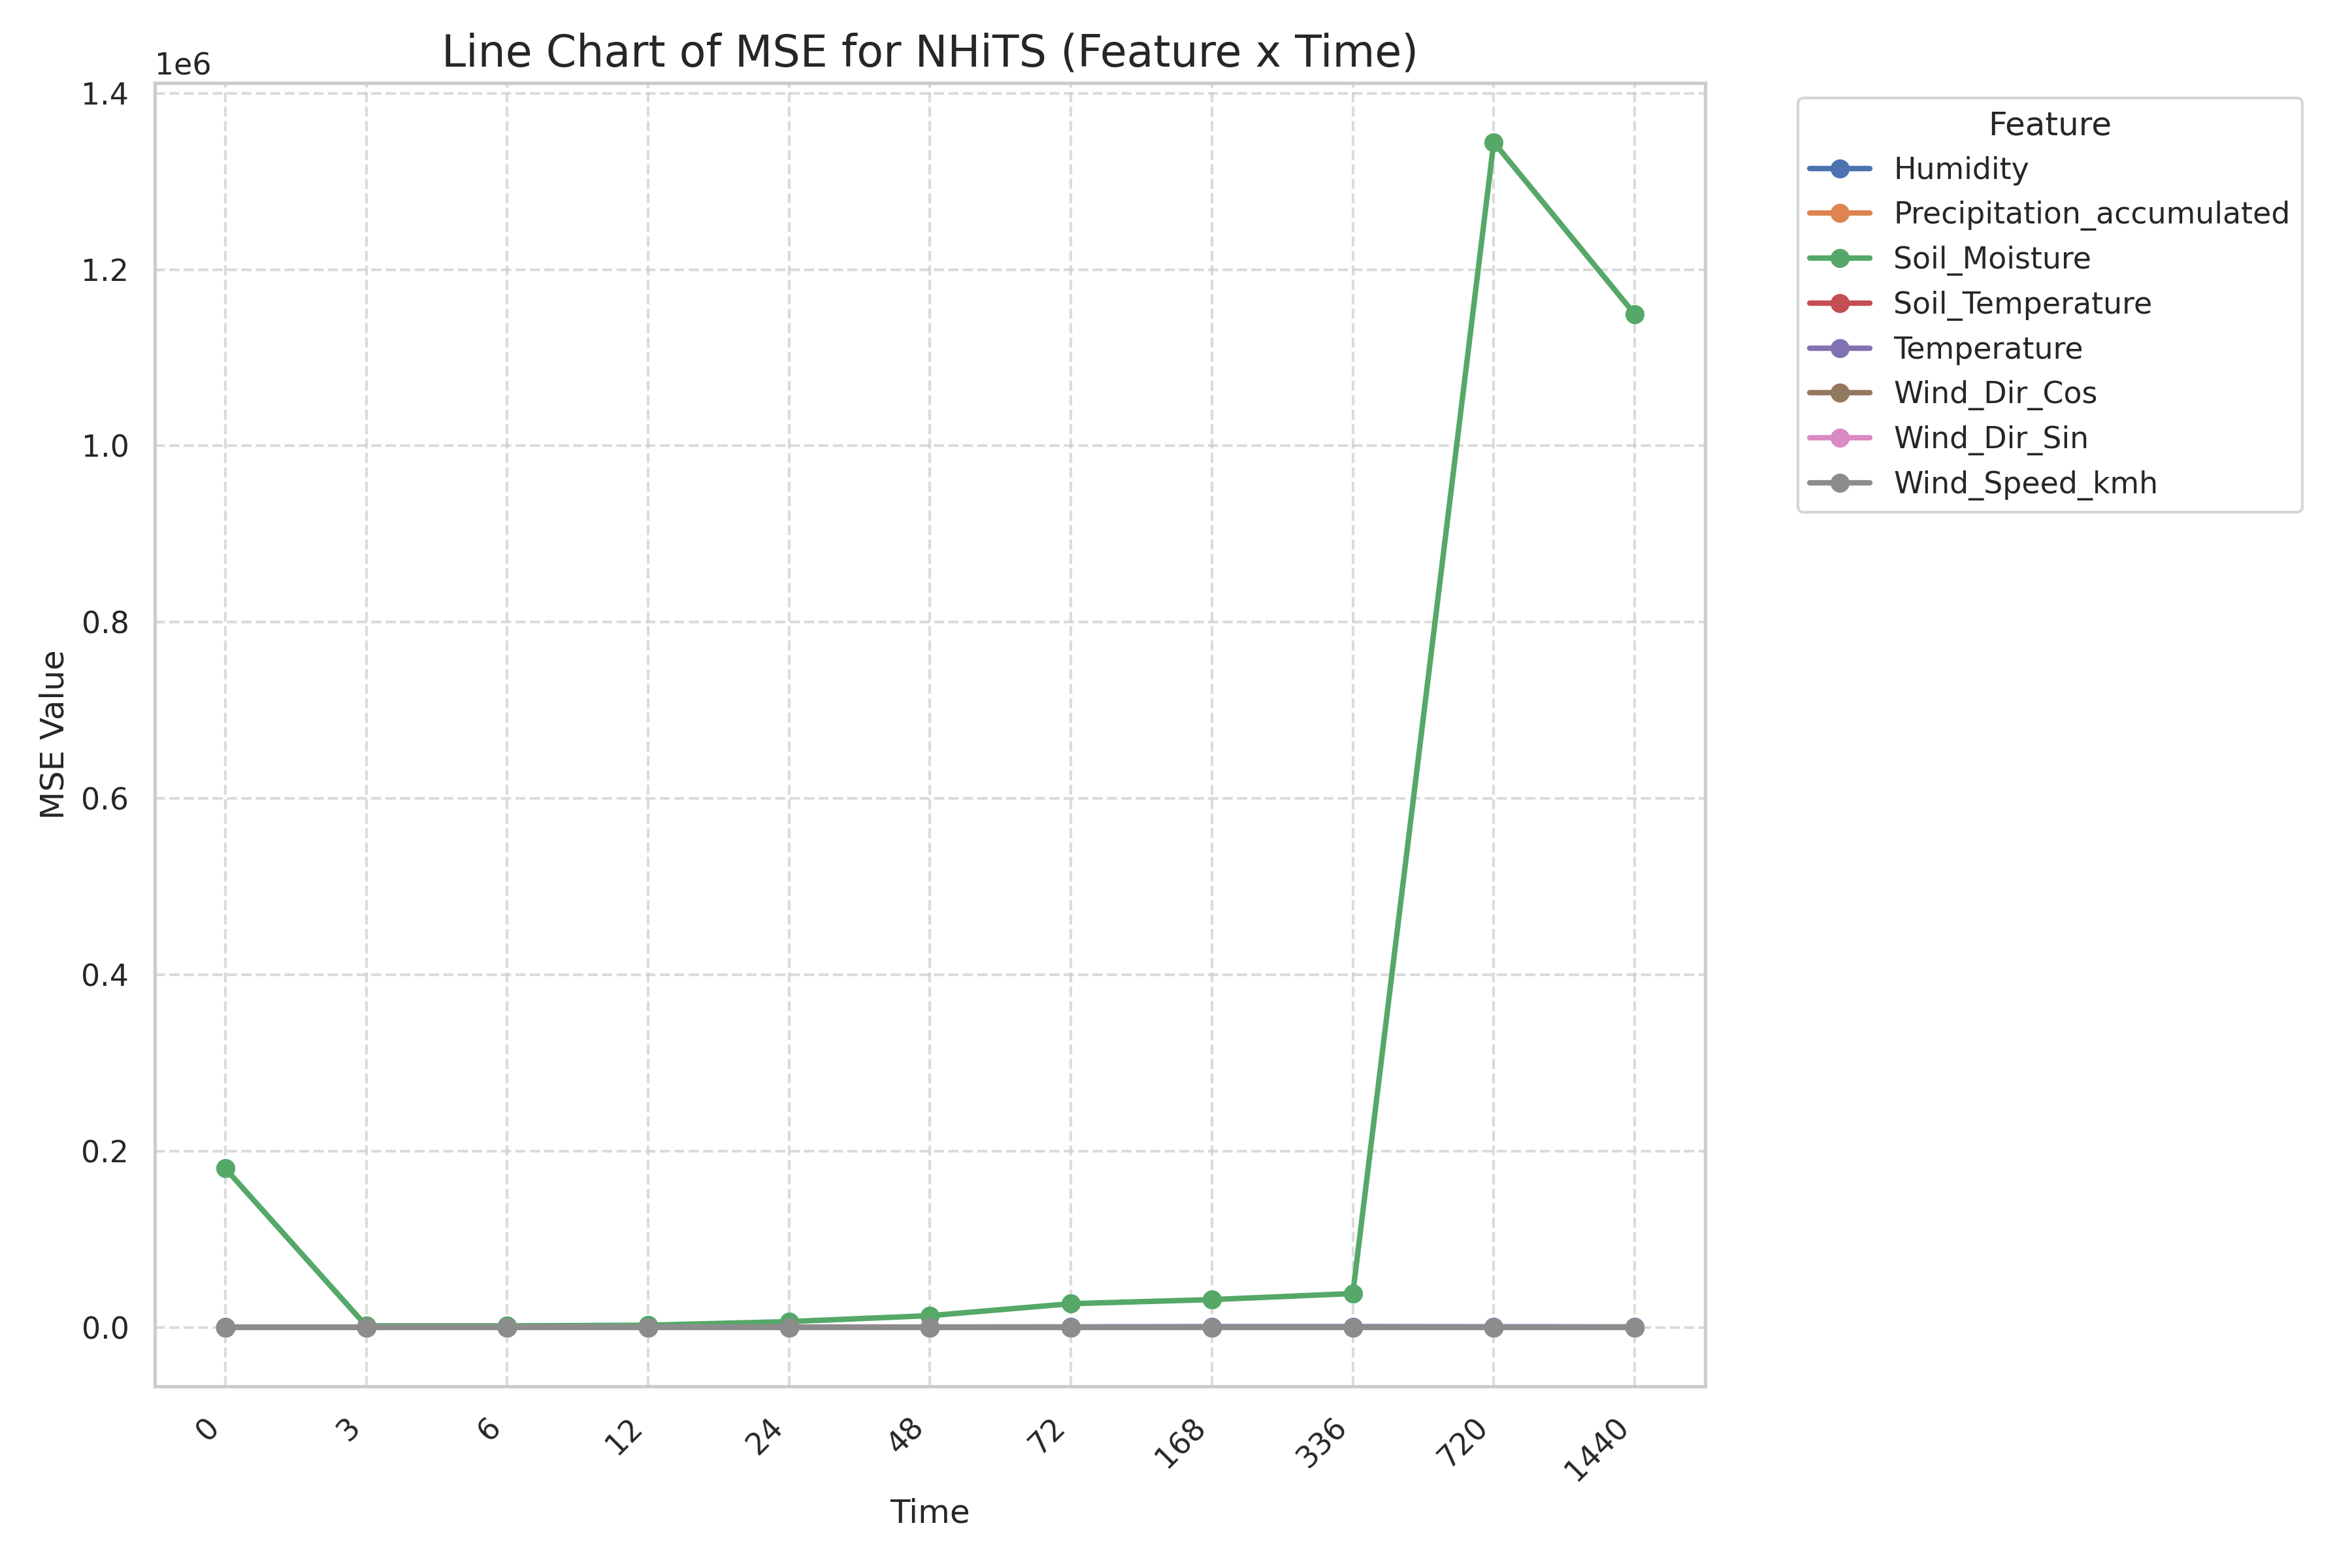 Line Chart of MSE for NHiTS (Feature x Time)
1e6
1.4
1.2
1.0
0.8
0.6
0.4
0.2
0.0
MSE Value
0
3
6
12
24
48
72
168
336
720
1440
Time
Feature
Humidity
Precipitation_accumulated
Soil_Moisture
Soil_Temperature
Temperature
Wind_Dir_Cos
Wind_Dir_Sin
Wind_Speed_kmh